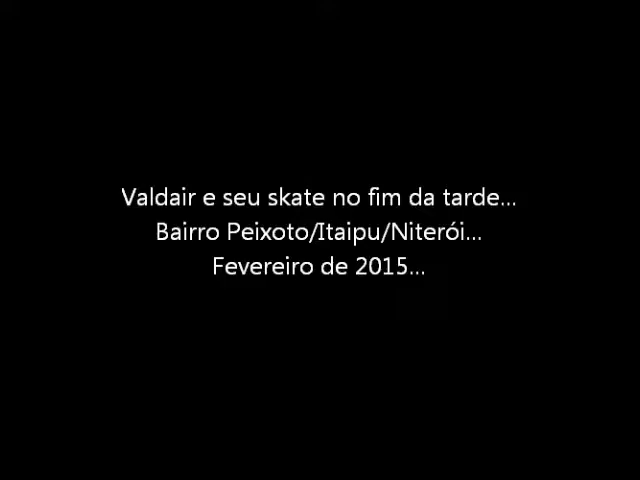 Valdair e seu skate no fim da tarde...
Bairro Peixoto/Itaipu/Niterói...
Fevereiro de 2015...